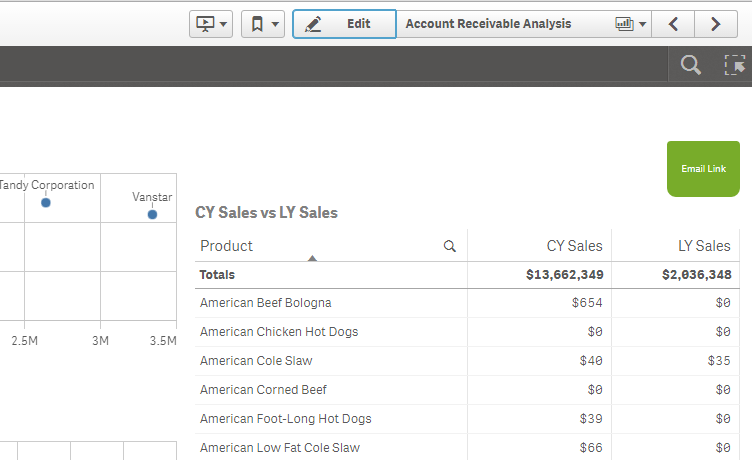 Edit Account Receivable Analysis
Email Link
Tandy Corporation
Vanstar
2.5M 3M 3.5M
CY Sales vs LY Sales
Product CY Sales LY Sales
Totals $13,662,349 $2,036,348
American Beef Bologna $654 $0
American Chicken Hot Dogs $0 $0
American Cole Slaw $40 $35
American Corned Beef $0 $0
American Foot-Long Hot Dogs $39 $0
American Low Fat Cole Slaw $66 $0